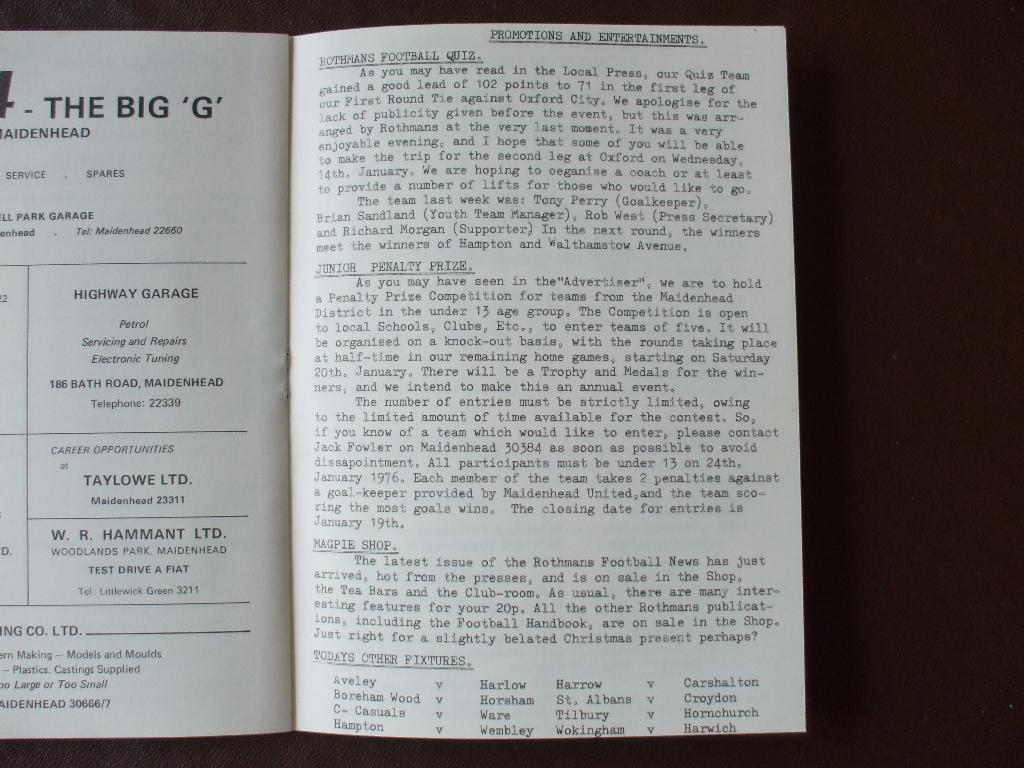 4 - THE BIG 'G'
MAIDENHEAD
SERVICE . SPARES
ELL PARK GARAGE
enhead . Tel: Maidenhead 22660
22
HIGHWAY GARAGE
Petrol
Servicing and Repairs
Electronic Tuning
186 BATH ROAD, MAIDENHEAD
Telephone: 22339
CAREER OPPORTUNITIES
at
TAYLOWE LTD.
Maidenhead 23311
CO.
W. R. HAMMANT LTD.
WOODLANDS PARK, MAIDENHEAD
TEST DRIVE A FIAT
Tel: Littlewick Green 3211
ING CO. LTD.
ern Making – Models and Moulds
– Plastics. Castings Supplied
oo Large or Too Small
AIDENHEAD 30666/7
PROMOTIONS AND ENTERTAINMENTS.
ROTHMANS FOOTBALL QUIZ.
As you may have read in the Local Press, our Quiz Team
gained a good lead of 102 points to 71 in the first leg of
our First Round Tie against Oxford City. We apologise for the
lack of publicity given before the event, but this was arr-
anged by Rothmans at the very last moment. It was a very
enjoyable evening, and I hope that some of you will be able
to make the trip for the second leg at Oxford on Wednesday,
14th. January. We are hoping to oeganise a coach or at least
to provide a number of lifts for those who would like to go.
The team last week was: Tony Perry (Goalkeeper),
Brian Sandland (Youth Team Manager), Rob West (Press Secretary)
and Richard Morgan (Supporter) In the next round, the winners
meet the winners of Hampton and Walthamstow Avenue.
JUNIOR PENALTY PRIZE.
As you may have seen in the"Advertiser", we are to hold
a Penalty Prize Competition for teams from the Maidenhead
District in the under 13 age group. The Competition is open
to local Schools, Clubs, Etc., to enter teams of five. It will
be organised on a knock-out basis, with the rounds taking place
at half-time in our remaining home games, starting on Saturday
20th. January. There will be a Trophy and Medals for the win-
ners, and we intend to make this an annual event.
The number of entries must be strictly limited, owing
to the limited amount of time available for the contest. So,
if you know of a team which would like to enter, please contact
Jack Fowler on Maidenhead 30384 as soon as possible to avoid
dissapointment. All participants must be under 13 on 24th.
January 1976. Each member of the team takes 2 penalties against
a goal-keeper provided by Maidenhead United,and the team sco-
ring the most goals wins. The closing date for entries is
January 19th.
MAGPIE SHOP.
The latest issue of the Rothmans Football News has just
arrived, hot from the presses, and is on sale in the Shop,
the Tea Bars and the Club-room. As usual, there are many inter-
esting features for your 20p. All the other Rothmans publicat-
ions, including the Football Handbook, are on sale in the Shop.
Just right for a slightly belated Christmas present perhaps?
TODAYS OTHER FIXTURES.
Aveley v Harlow Harrow v Carshalton
Boreham Wood v Horsham St. Albans v Croydon
C- Casuals v Ware Tilbury v Hornchurch
Hampton v Wembley Wokingham v Harwich